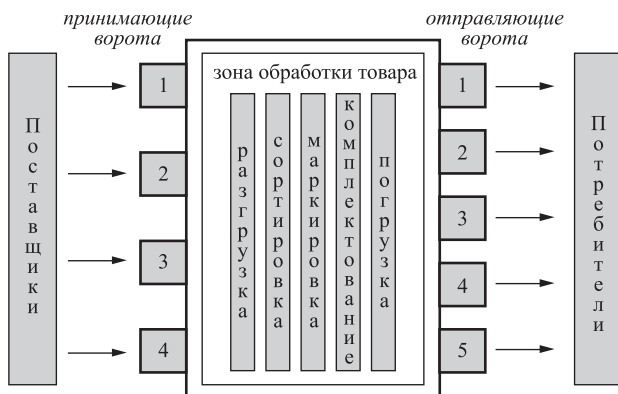 принимающие
ворота
отправляющие
ворота
Поставщики
1
2
3
4
зона обработки товара
разгрузка
сортировка
маркировка
комплектование
погрузка
1
2
3
4
5
Потребители